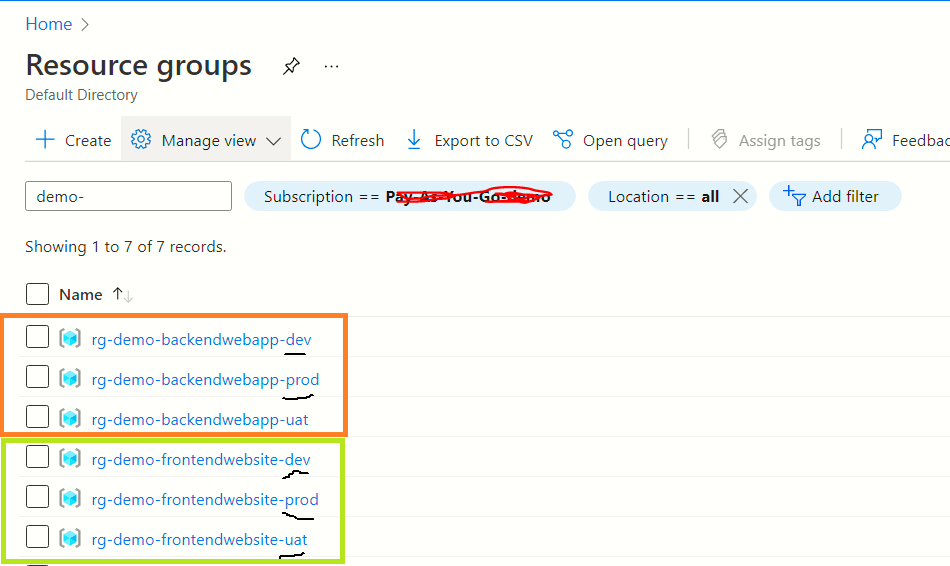 Home
Resource groups
Default Directory
Create Manage view Refresh Export to CSV Open query Assign tags Feedbac
demo- Subscription == Pay-As-You-Go-demo Location == all Add filter
Showing 1 to 7 of 7 records.
Name
rg-demo-backendwebapp-dev
rg-demo-backendwebapp-prod
rg-demo-backendwebapp-uat
rg-demo-frontendwebsite-dev
rg-demo-frontendwebsite-prod
rg-demo-frontendwebsite-uat